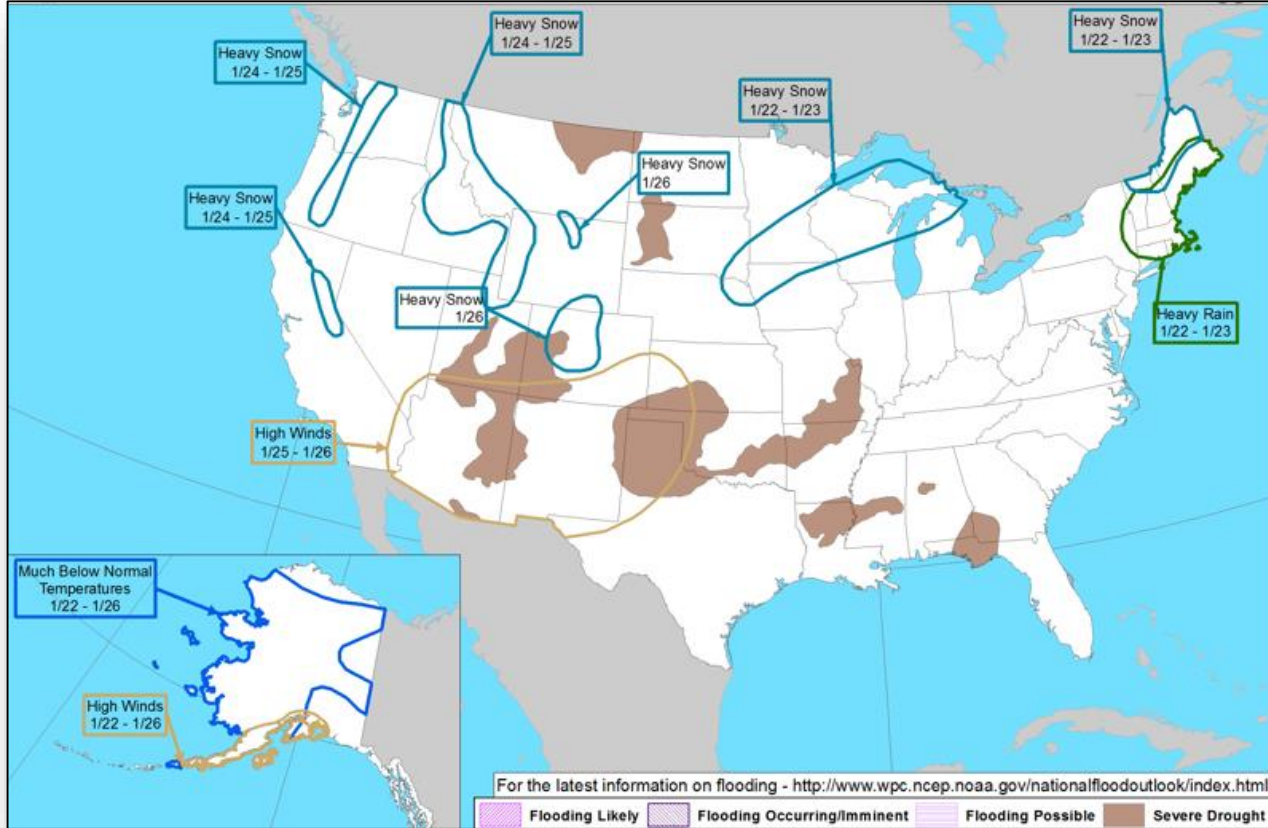 Heavy Snow
1/24 - 1/25
Heavy Snow
1/22 - 1/23
Heavy Snow
1/24 - 1/25
Heavy Snow
1/22 - 1/23
Heavy Snow
1/26
Heavy Snow
1/24 - 1/25
Heavy Snow
1/26
Heavy Rain
1/22 - 1/23
High Winds
1/25 - 1/26
Much Below Normal
Temperatures
1/22 - 1/26
High Winds
1/22 - 1/26
For the latest information on flooding - http://www.wpc.ncep.noaa.gov/nationalfloodoutlook/index.html
Flooding Likely Flooding Occurring/Imminent Flooding Possible Severe Drought